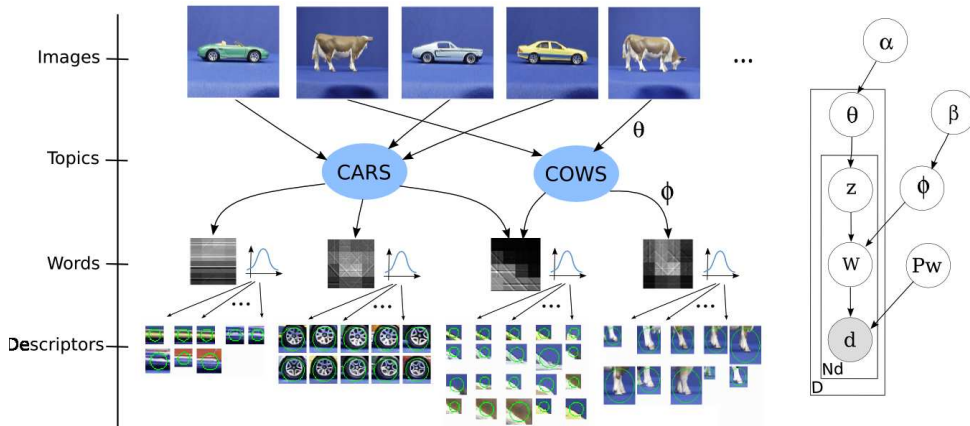 Images
...
θ
Topics
CARS
COWS
ϕ
Words
...
...
...
...
Descriptors
α
θ
β
z
ϕ
w
Pw
d
Nd
D